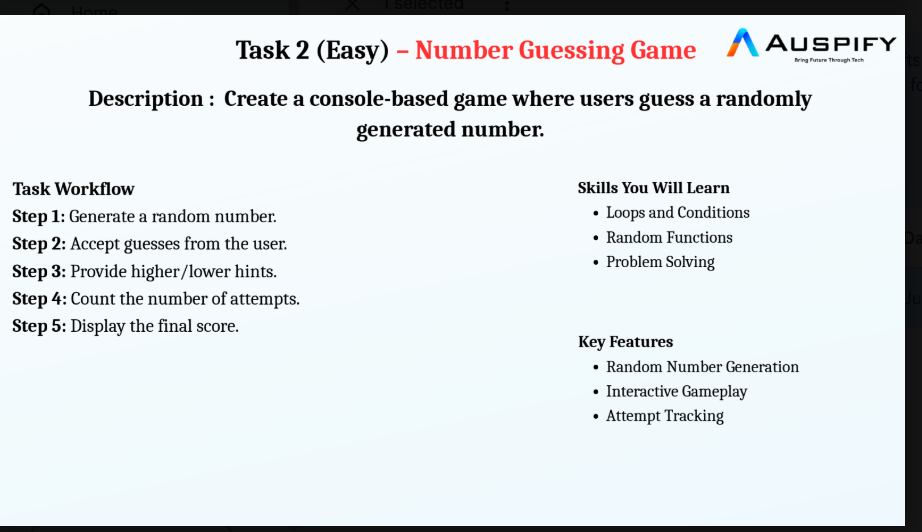 Home
1 selected
Task 2 (Easy) – Number Guessing Game
AUSPIFY
Bring Future Through Tech
Description :  Create a console-based game where users guess a randomly
generated number.
Task Workflow
Step 1: Generate a random number.
Step 2: Accept guesses from the user.
Step 3: Provide higher/lower hints.
Step 4: Count the number of attempts.
Step 5: Display the final score.
Skills You Will Learn
• Loops and Conditions
• Random Functions
• Problem Solving
Key Features
• Random Number Generation
• Interactive Gameplay
• Attempt Tracking